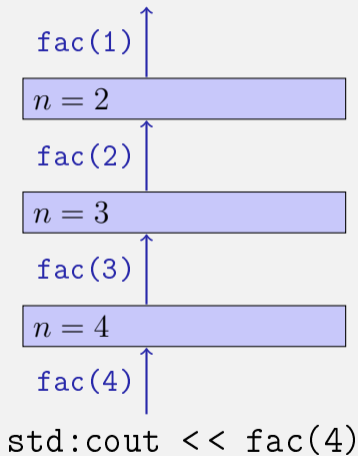 fac(1)
n = 2
fac(2)
n = 3
fac(3)
n = 4
fac(4)
std:cout << fac(4)